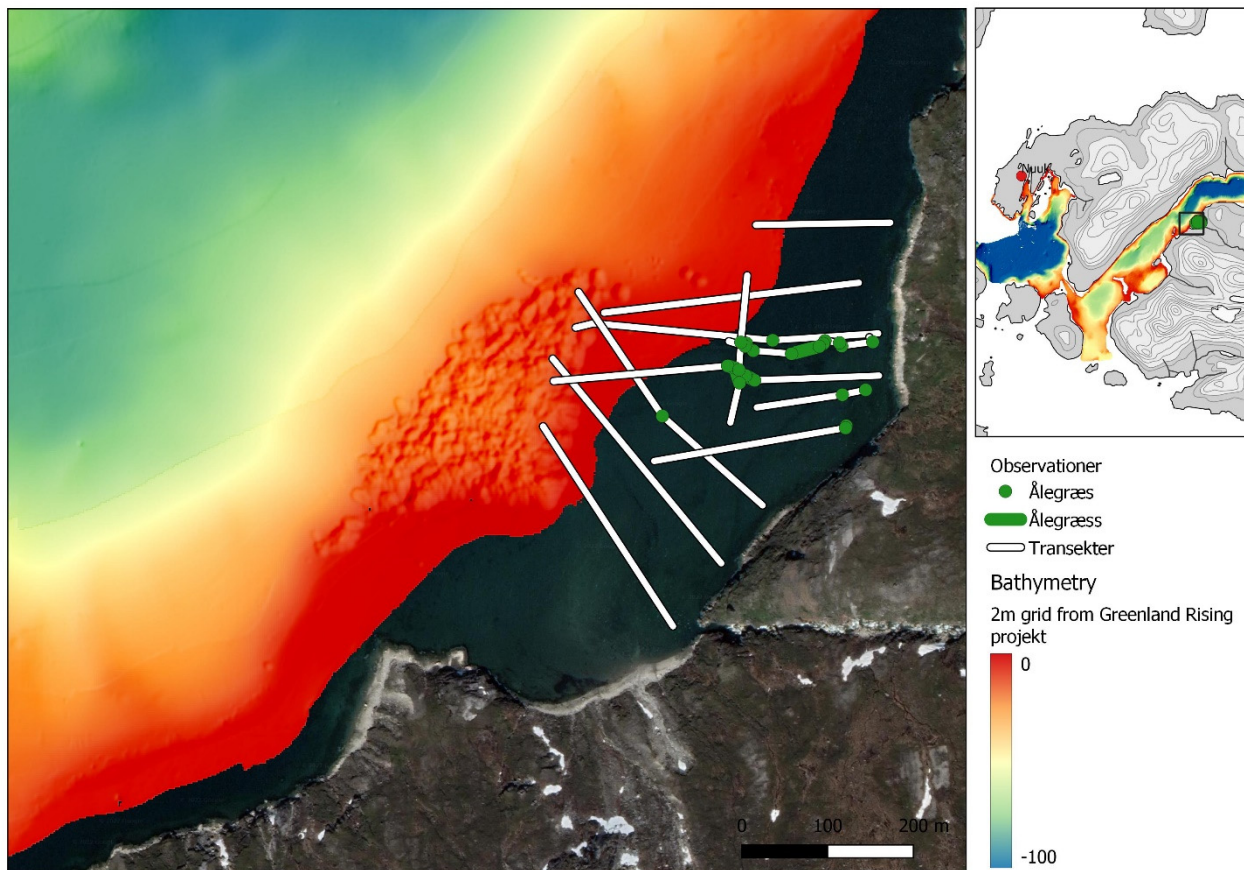 Nuuk
Observationer
Ålegræs
Ålegræss
Transekter
Bathymetry
2m grid from Greenland Rising
projekt
0
-100
0 100 200 m